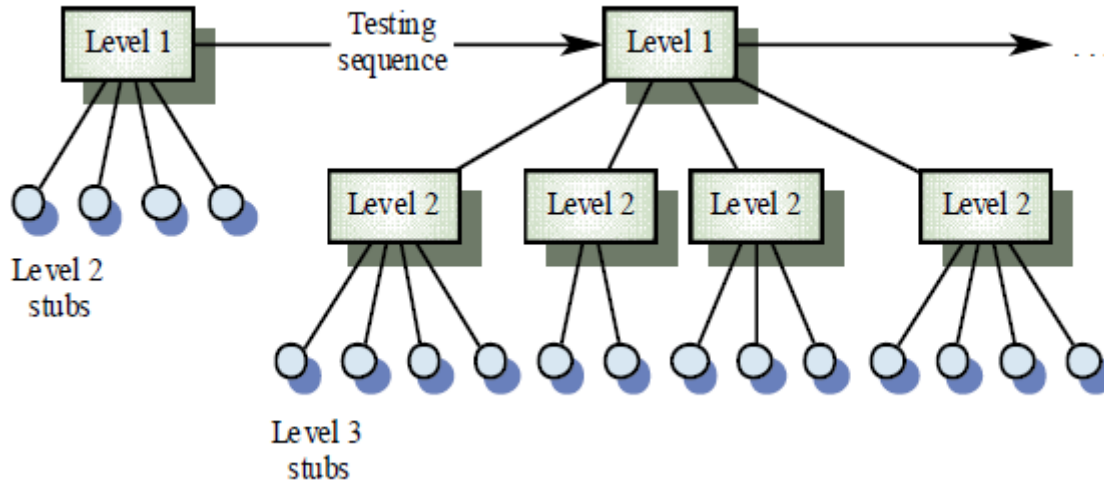 Level 1
Testing
sequence
Level 1
. . .
Level 2
Level 2
Level 2
Level 2
Level 2
stubs
Level 3
stubs